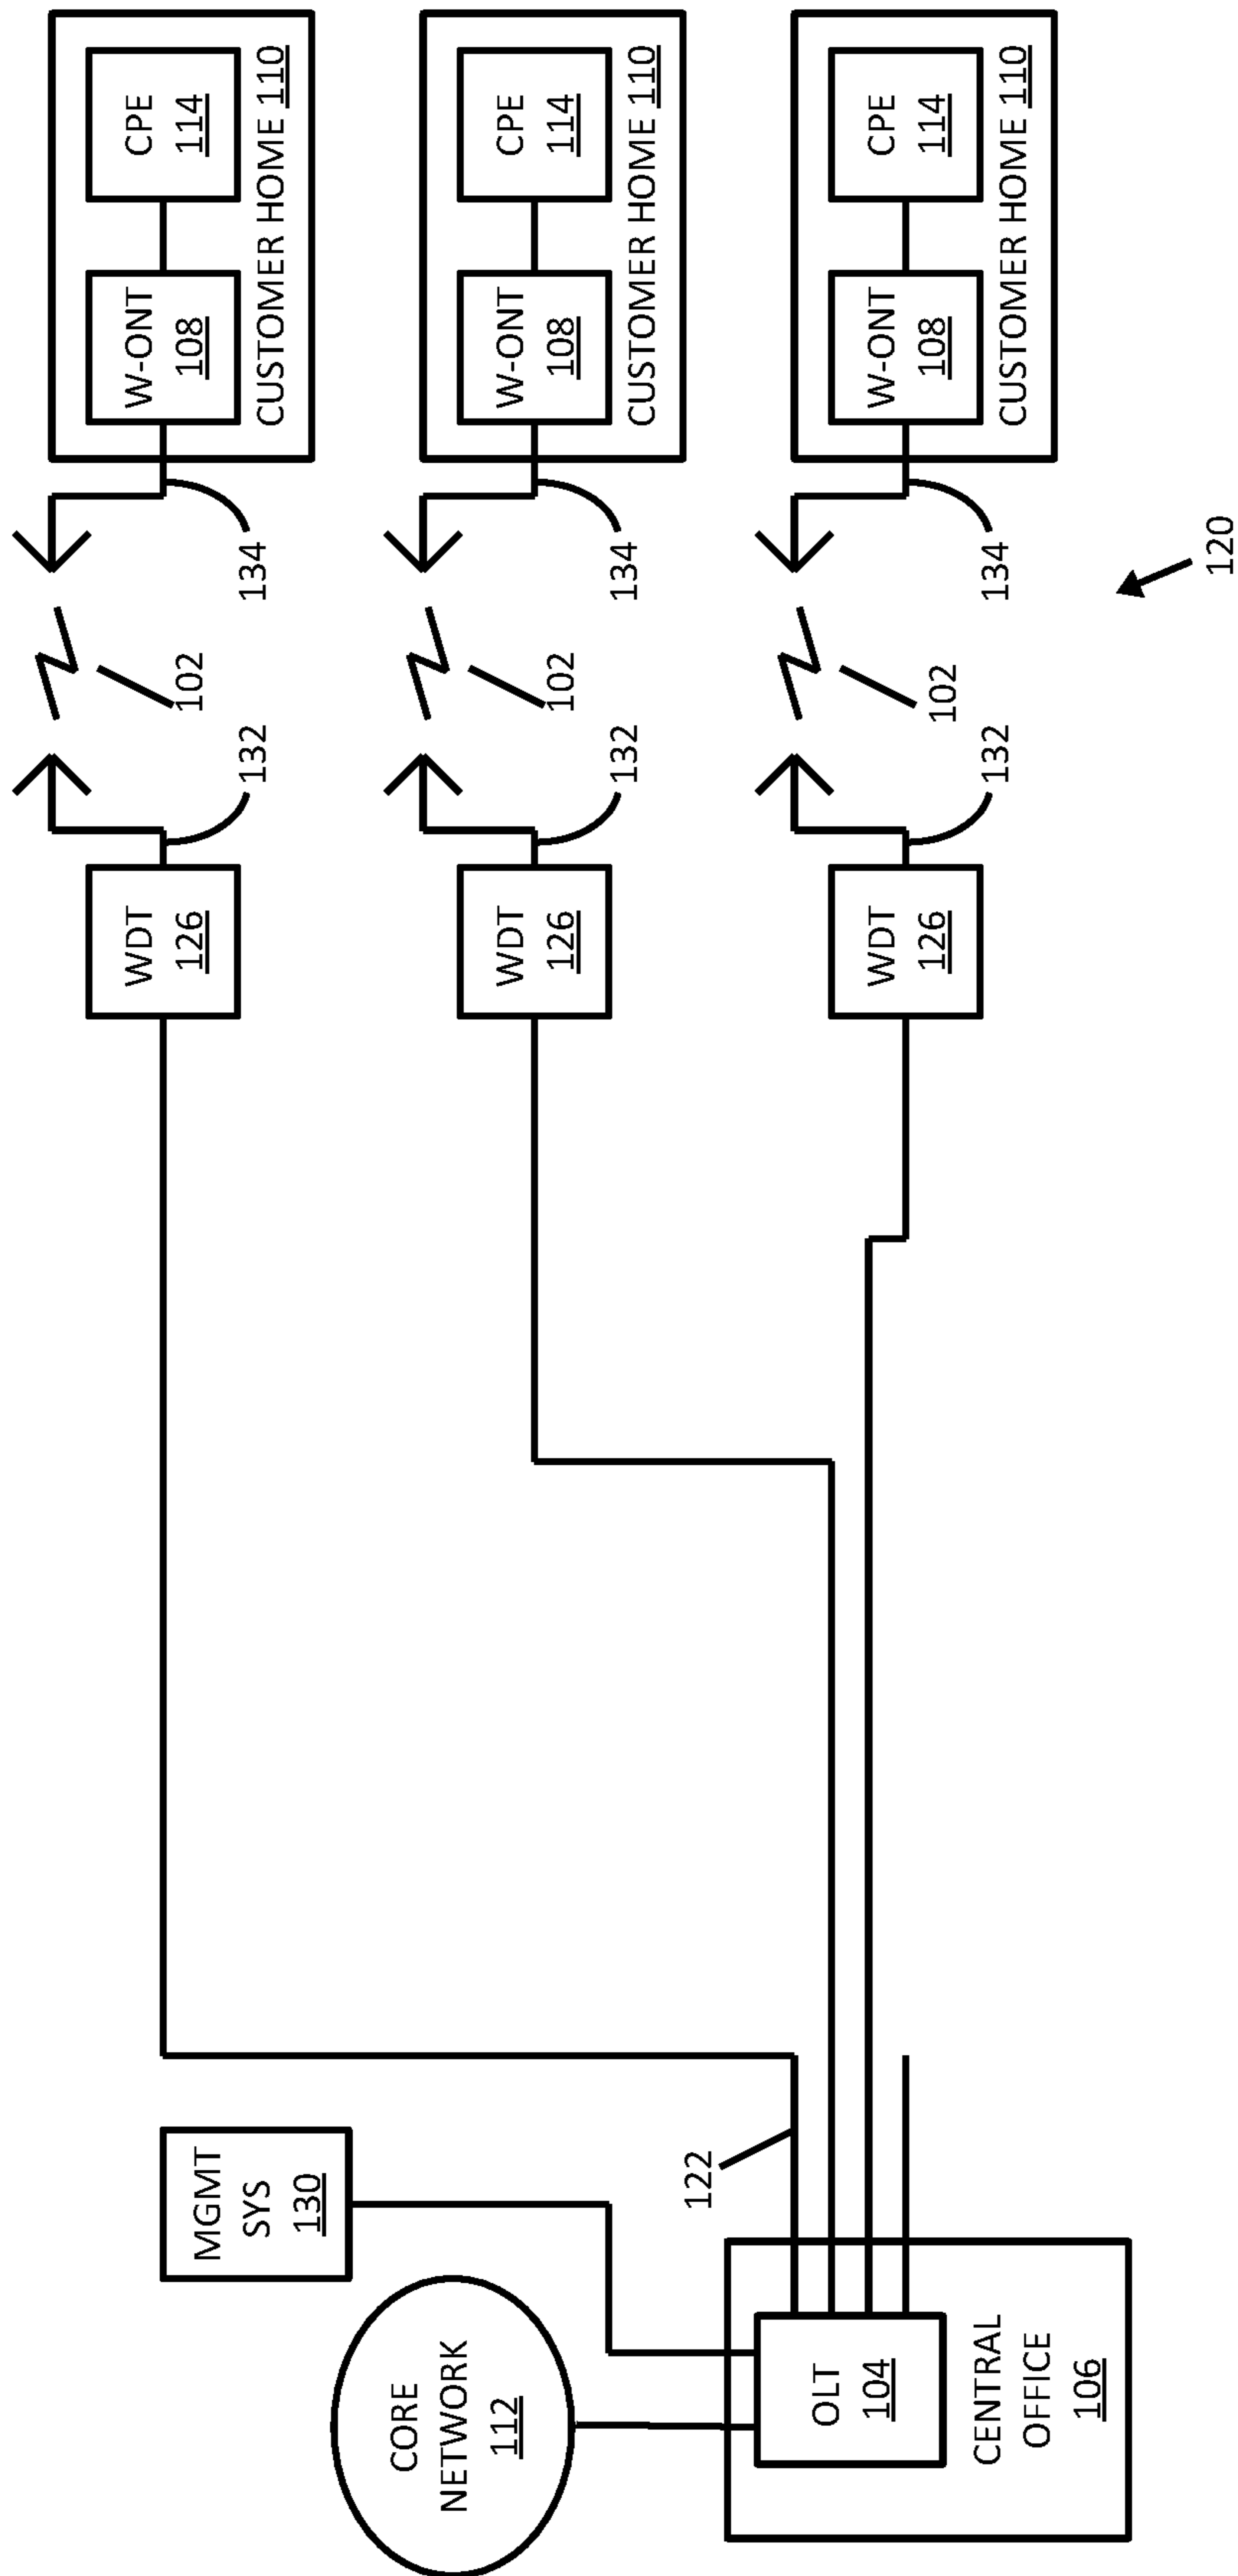 MGMT
SYS
130
CORE
NETWORK
112
OLT
104
CENTRAL
OFFICE
106
122
WDT
126
132
102
134
W-ONT
108
CPE
114
CUSTOMER HOME 110
WDT
126
132
102
134
W-ONT
108
CPE
114
CUSTOMER HOME 110
WDT
126
132
102
134
W-ONT
108
CPE
114
CUSTOMER HOME 110
120